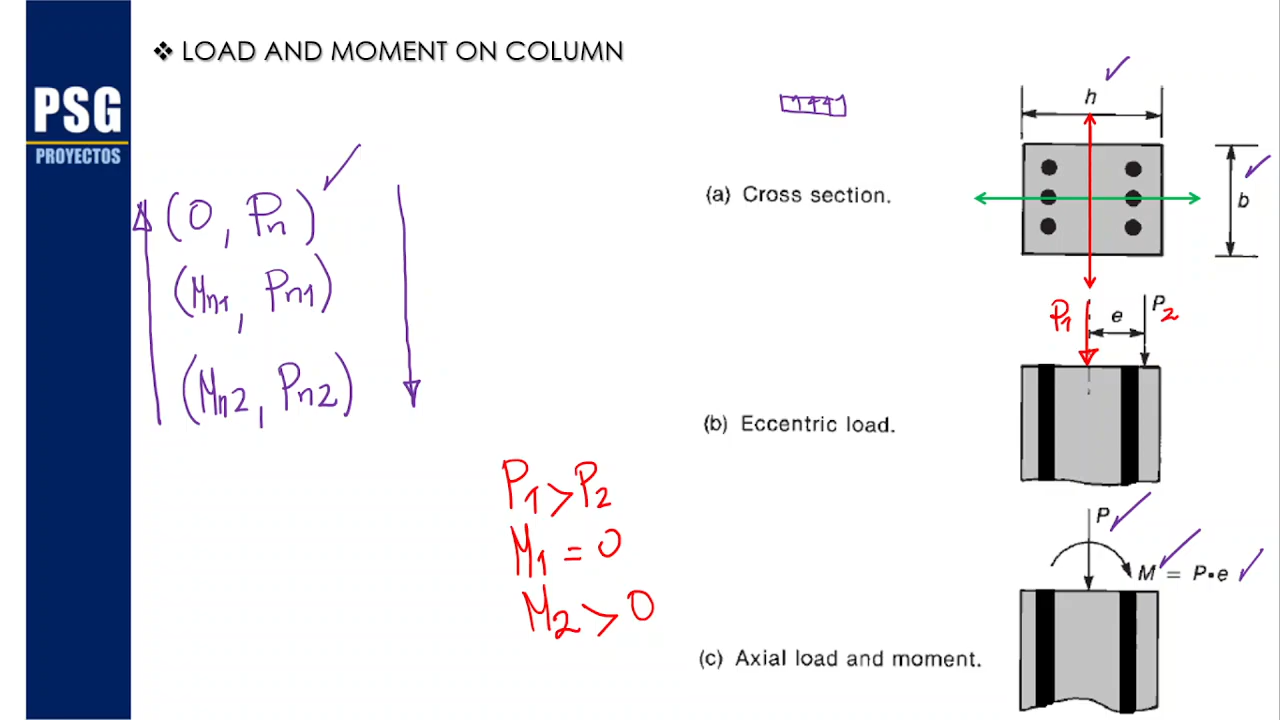 ❖ LOAD AND MOMENT ON COLUMN
PSG
PROYECTOS
(0, Pn)
(Mn1, Pn1)
(Mn2, Pn2)
P1 > P2
M1 = 0
M2 > 0
h
(a) Cross section.
b
P1
e
P2
(b) Eccentric load.
P
M = P•e
(c) Axial load and moment.